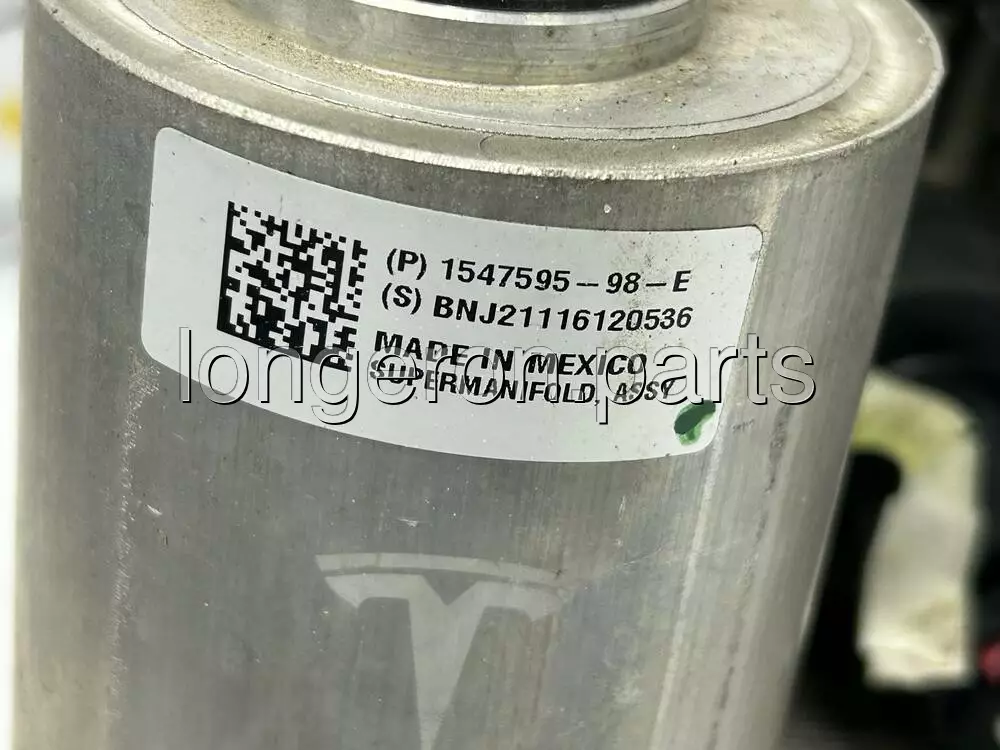 (P) 1547595-98-E
(S) BNJ21116120536
MADE IN MEXICO
SUPERMANIFOLD, ASSY
longeron.parts